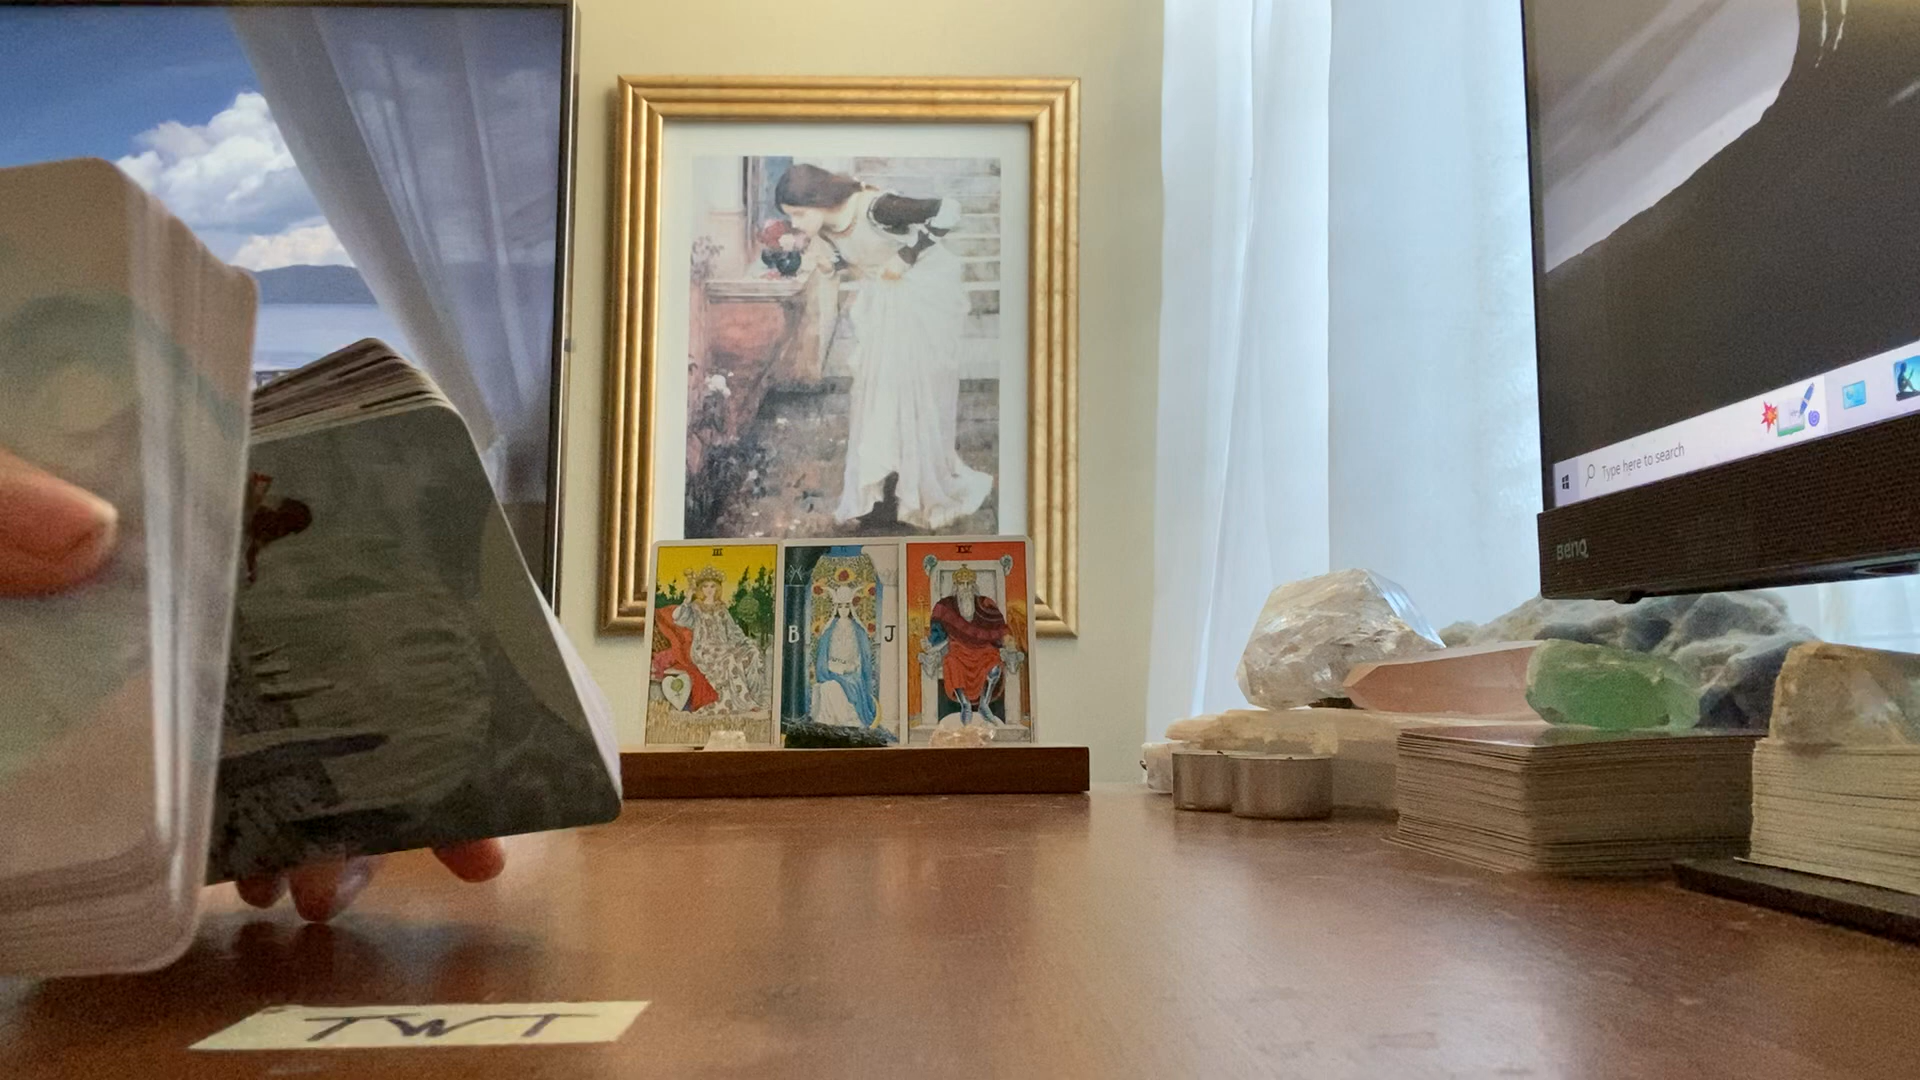 III
B
J
IV
Type here to search
BenQ
TWT